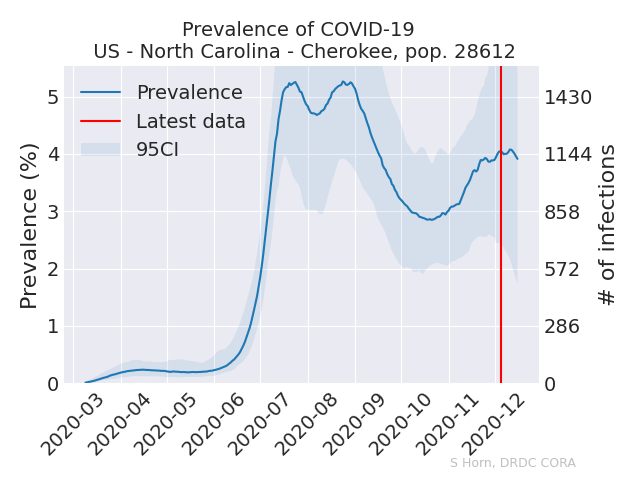 Prevalence of COVID-19
US - North Carolina - Cherokee, pop. 28612
Prevalence
Latest data
95CI
Prevalence (%)
5
4
3
2
1
0
# of infections
1430
1144
858
572
286
0
2020-03
2020-04
2020-05
2020-06
2020-07
2020-08
2020-09
2020-10
2020-11
2020-12
S Horn, DRDC CORA